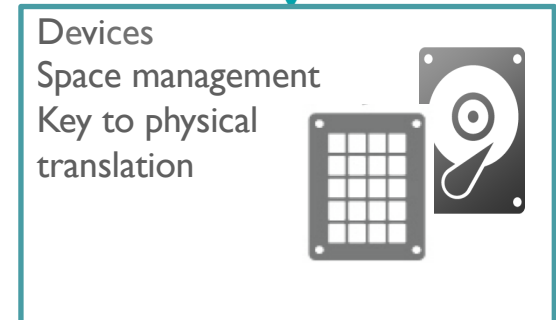 Devices
Space management
Key to physical
translation